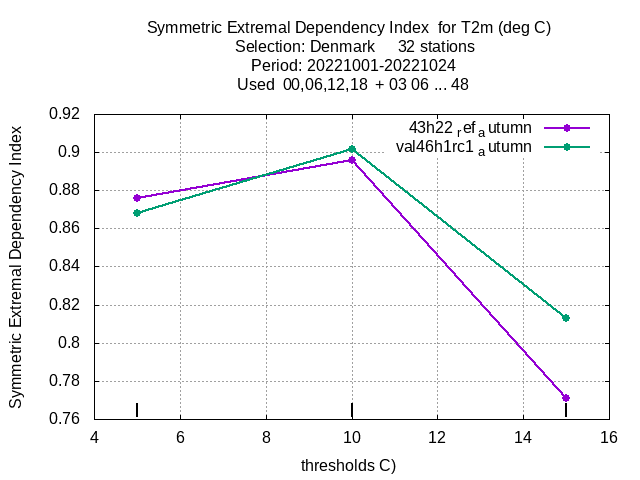 Symmetric Extremal Dependency Index for T2m (deg C)
Selection: Denmark 32 stations
Period: 20221001-20221024
Used 00,06,12,18 + 03 06 ... 48
0.92
0.9
0.88
0.86
0.84
0.82
0.8
0.78
0.76
Symmetric Extremal Dependency Index
43h22 ref autumn
val46h1rc1 autumn
4 6 8 10 12 14 16
thresholds C)